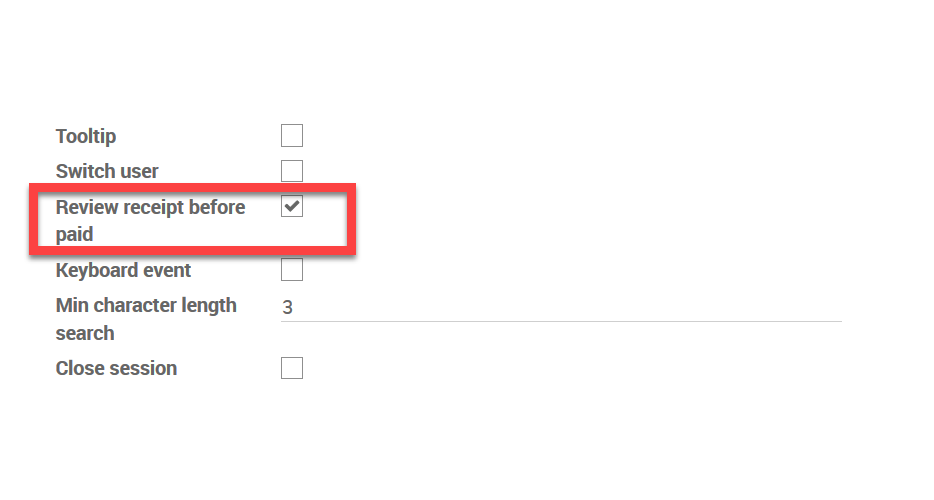 Tooltip
Switch user
Review receipt before
paid
Keyboard event
Min character length
search
3
Close session